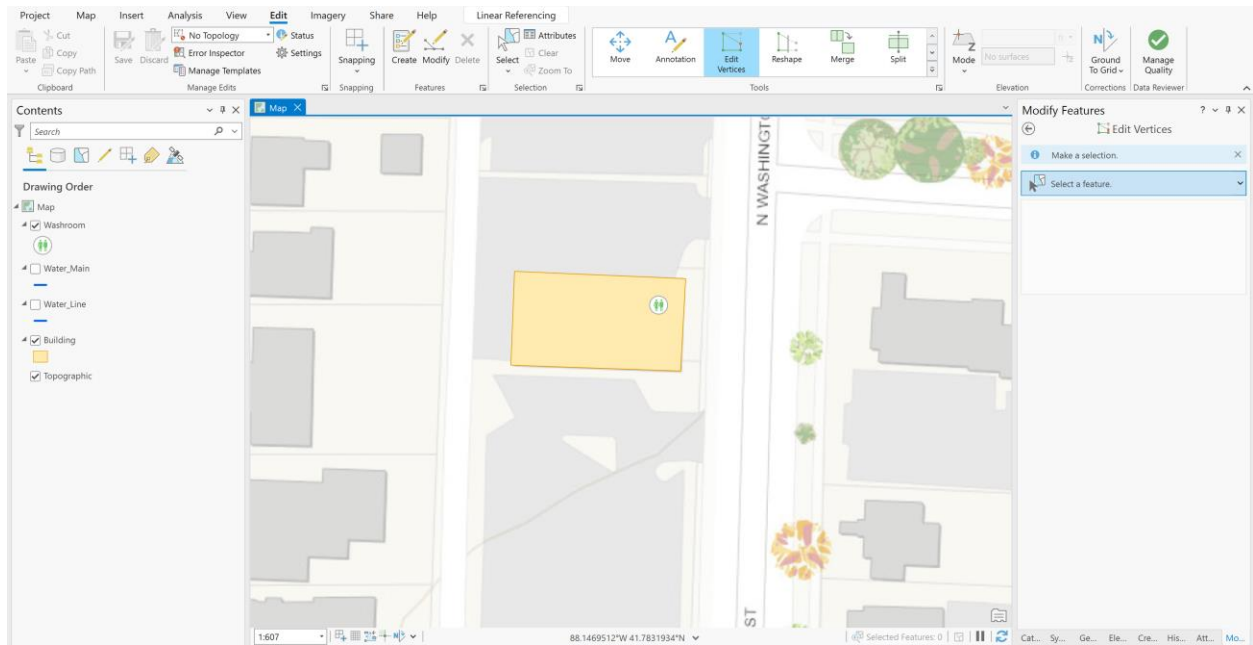 Project Map Insert Analysis View Edit Imagery Share Help Linear Referencing
Cut
Copy
Copy Path
Paste
Clipboard
Save Discard
No Topology
Error Inspector
Manage Templates
Status
Settings
Manage Edits
Snapping
Snapping
Create Modify Delete
Features
Select
Attributes
Clear
Zoom To
Selection
Move Annotation Edit Vertices Reshape Merge Split
Tools
Mode
No surfaces
Elevation
Ground To Grid
Corrections
Manage Quality
Data Reviewer
Contents
Search
Drawing Order
Map
Washroom
Water_Main
Water_Line
Building
Topographic
Map
N WASHINGTO
ST
1:607
88.1469512°W 41.7831934°N
Selected Features: 0
Modify Features
Edit Vertices
Make a selection.
Select a feature.
Cat... Sy... Ge... Ele... Cre... His... Att... Mo...